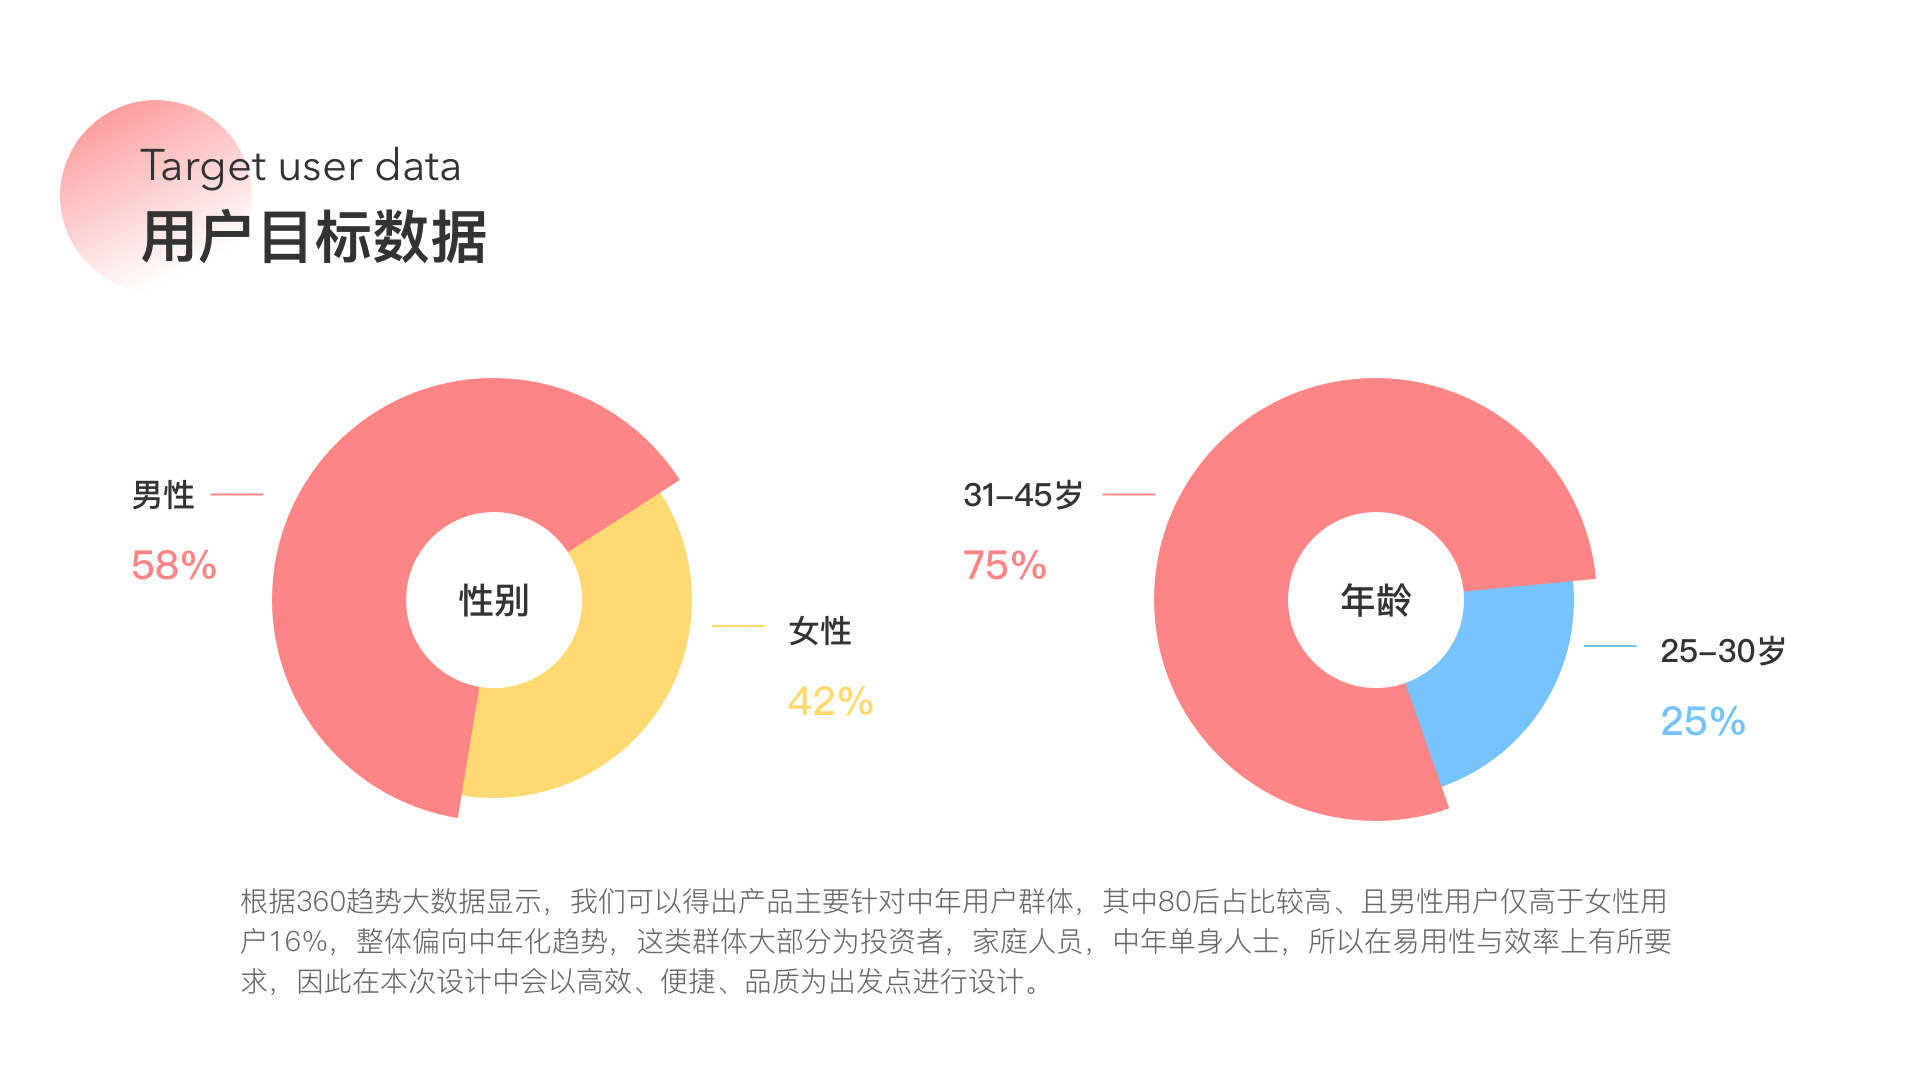 Target user data
用户目标数据
男性
58%
性别
女性
42%
31-45岁
75%
年龄
25-30岁
25%
根据360趋势大数据显示，我们可以得出产品主要针对中年用户群体，其中80后占比较高、且男性用户仅高于女性用
户16%，整体偏向中年化趋势，这类群体大部分为投资者，家庭人员，中年单身人士，所以在易用性与效率上有所要
求，因此在本次设计中会以高效、便捷、品质为出发点进行设计。